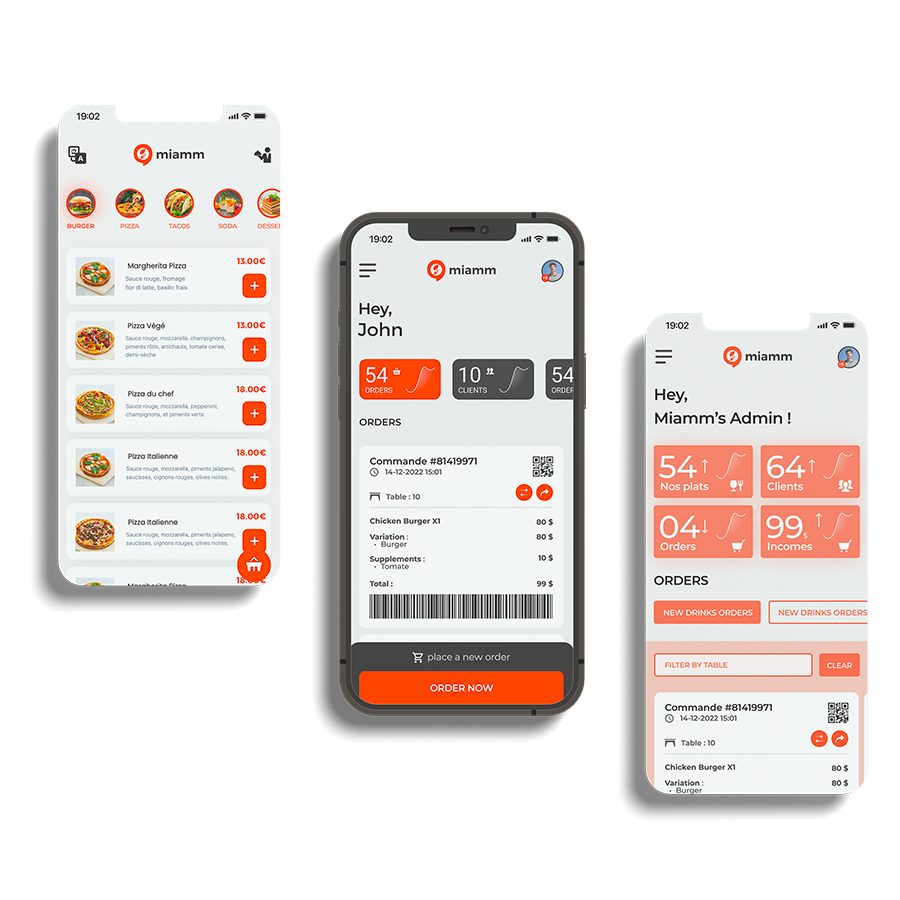 19:02
miamm
BURGER
PIZZA
TACOS
SODA
DESSE
Margherita Pizza
13.00€
Sauce rouge, fromage
fior di latte, basilic frais
+
Pizza Végé
13.00€
Sauce rouge, mozzarella, champignons,
piments rôtis, artichauts, tomate cerise,
demi-sèche
+
Pizza du chef
18.00€
Sauce rouge, mozzarella, pepperoni,
champignons, et piments verts.
+
Pizza Italienne
18.00€
Sauce rouge, mozzarella, piments jalapeno,
saucisses, oignons rouges, olives noires.
+
Pizza Italienne
18.00€
Sauce rouge, mozzarella, piments jalapeno,
saucisses, oignons rouges, olives noires.
+
Margherita Pizza
19:02
miamm
Hey,
John
54
ORDERS
10
CLIENTS
54
ORDER
ORDERS
Commande #81419971
14-12-2022 15:01
Table : 10
Chicken Burger X1 80 $
Variation : 80 $
• Burger
Supplements : 10 $
• Tomate
Total : 99 $
place a new order
ORDER NOW
19:02
miamm
Hey,
Miamm's Admin !
54↑
Nos plats
64↑
Clients
04↓
Orders
99$ ↑
Incomes
ORDERS
NEW DRINKS ORDERS
NEW DRINKS ORDERS
FILTER BY TABLE
CLEAR
Commande #81419971
14-12-2022 15:01
Table : 10
Chicken Burger X1 80 $
Variation : 80 $
• Burger